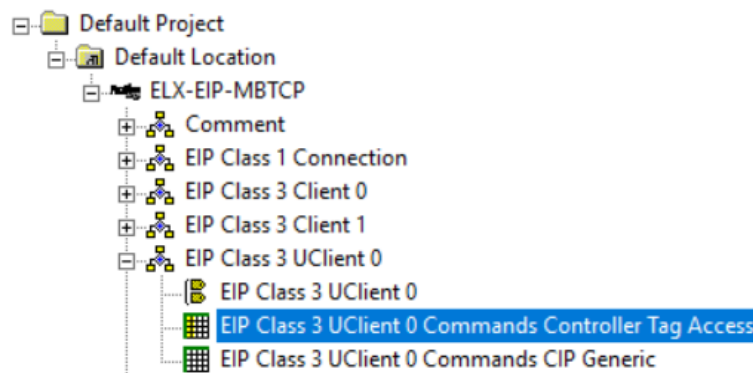 Default Project
Default Location
ELX-EIP-MBTCP
Comment
EIP Class 1 Connection
EIP Class 3 Client 0
EIP Class 3 Client 1
EIP Class 3 UClient 0
EIP Class 3 UClient 0
EIP Class 3 UClient 0 Commands Controller Tag Access
EIP Class 3 UClient 0 Commands CIP Generic